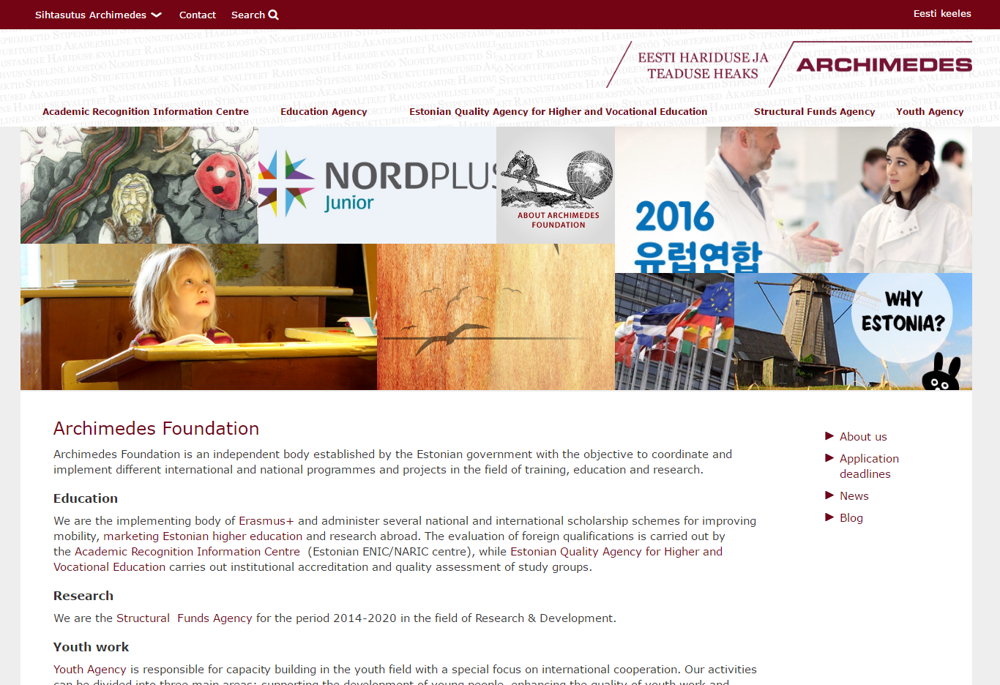 Sihtasutus Archimedes
Contact
Search
Eesti keeles
EESTI HARIDUSE JA
TEADUSE HEAKS
ARCHIMEDES
Academic Recognition Information Centre
Education Agency
Estonian Quality Agency for Higher and Vocational Education
Structural Funds Agency
Youth Agency
NORDPLUS
Junior
ABOUT ARCHIMEDES
FOUNDATION
2016
유럽연합
WHY
ESTONIA?
Archimedes Foundation
Archimedes Foundation is an independent body established by the Estonian government with the objective to coordinate and
implement different international and national programmes and projects in the field of training, education and research.
Education
We are the implementing body of Erasmus+ and administer several national and international scholarship schemes for improving
mobility, marketing Estonian higher education and research abroad. The evaluation of foreign qualifications is carried out by
the Academic Recognition Information Centre (Estonian ENIC/NARIC centre), while Estonian Quality Agency for Higher and
Vocational Education carries out institutional accreditation and quality assessment of study groups.
Research
We are the Structural Funds Agency for the period 2014-2020 in the field of Research & Development.
Youth work
Youth Agency is responsible for capacity building in the youth field with a special focus on international cooperation. Our activities
can be divided into three main areas: supporting the development of young people, enhancing the quality of youth work and
About us
Application
deadlines
News
Blog